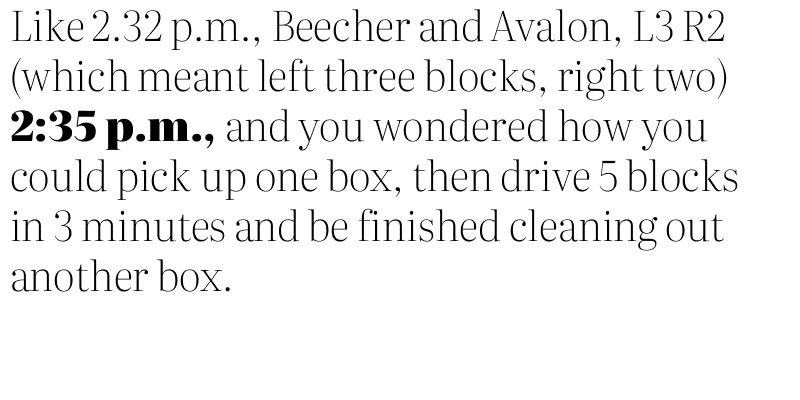 Like 2.32 p.m., Beecher and Avalon, L3 R2
(which meant left three blocks, right two)
2:35 p.m., and you wondered how you
could pick up one box, then drive 5 blocks
in 3 minutes and be finished cleaning out
another box.